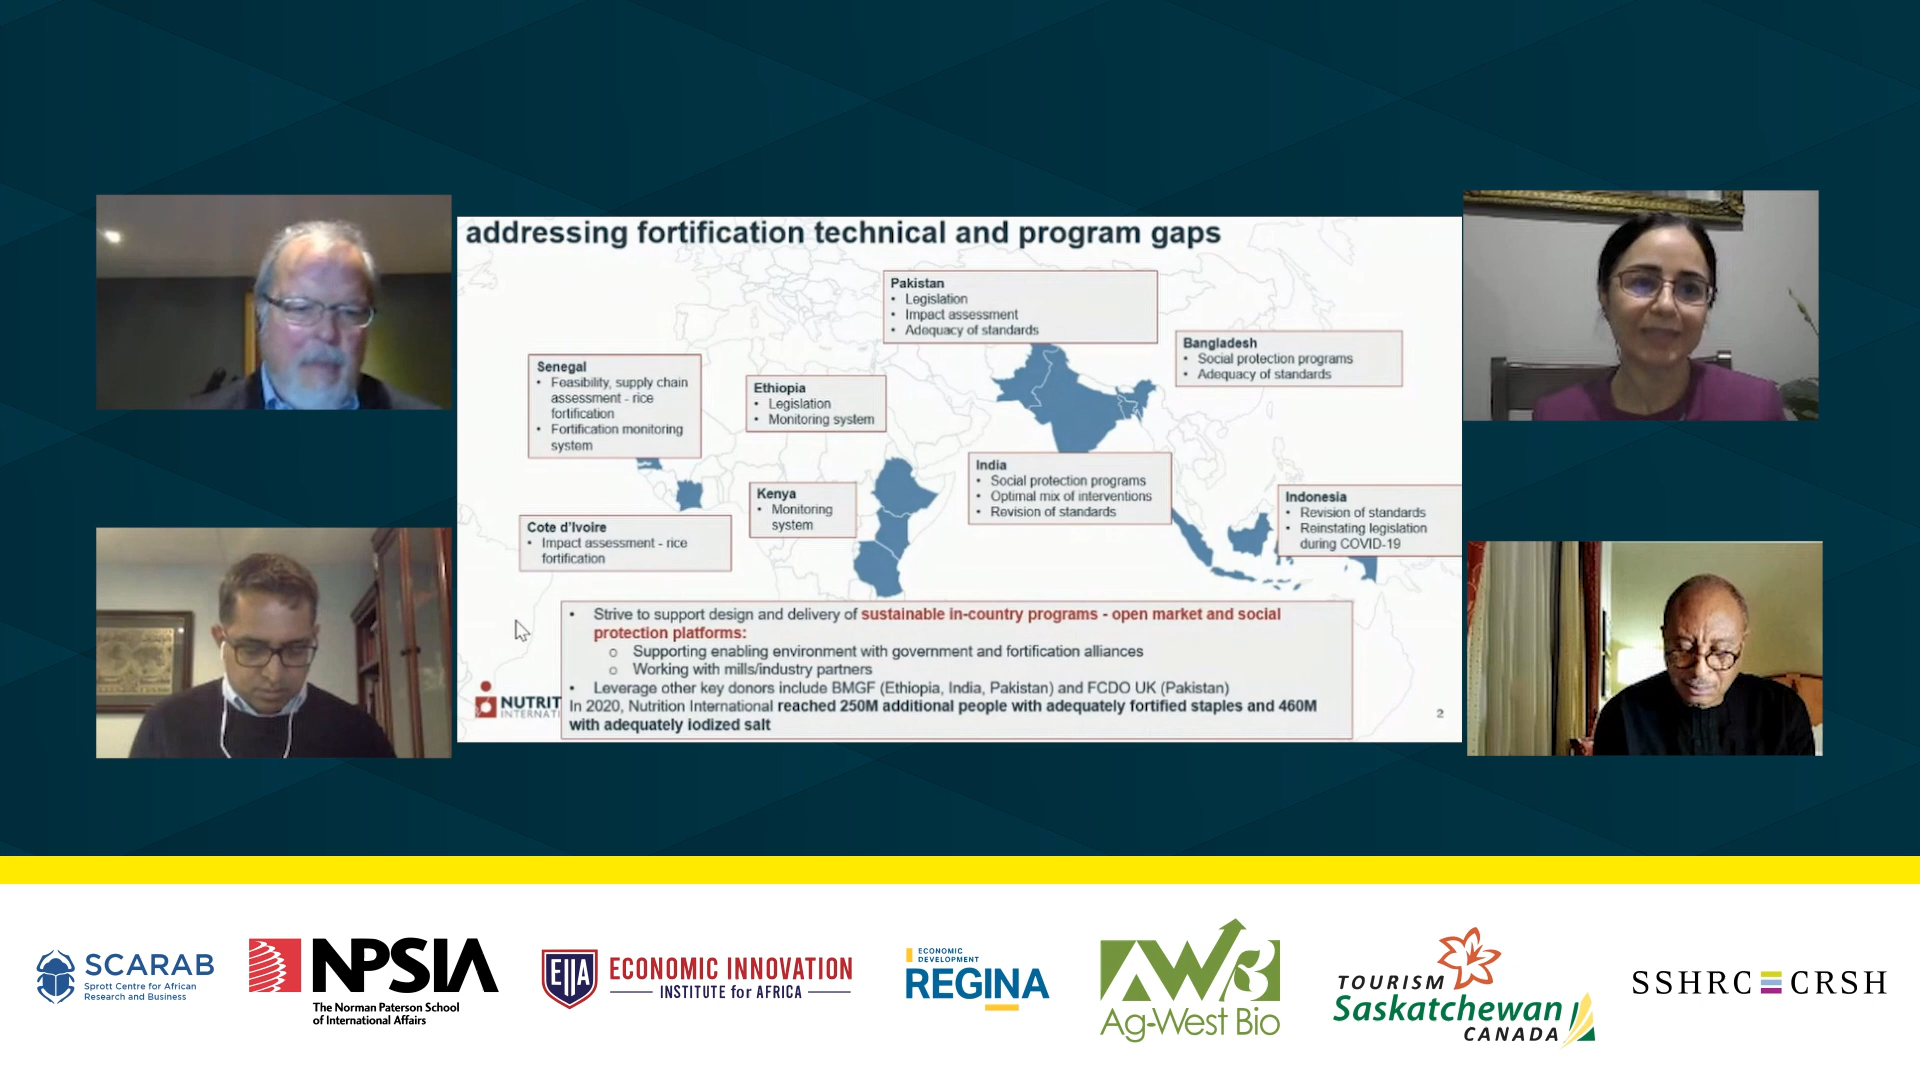 addressing fortification technical and program gaps
Pakistan
• Legislation
• Impact assessment
• Adequacy of standards
Bangladesh
• Social protection programs
• Adequacy of standards
Senegal
• Feasibility, supply chain
assessment - rice
fortification
• Fortification monitoring
system
Ethiopia
• Legislation
• Monitoring system
India
• Social protection programs
• Optimal mix of interventions
• Revision of standards
Kenya
• Monitoring
system
Indonesia
• Revision of standards
• Reinstating legislation
during COVID-19
Cote d'Ivoire
• Impact assessment - rice
fortification
• Strive to support design and delivery of sustainable in-country programs - open market and social
protection platforms:
o Supporting enabling environment with government and fortification alliances
o Working with mills/industry partners
• Leverage other key donors include BMGF (Ethiopia, India, Pakistan) and FCDO UK (Pakistan)
In 2020, Nutrition International reached 250M additional people with adequately fortified staples and 460M
with adequately iodized salt
NUTRIT
INTERNATI
2
SCARAB
Sprott Centre for African
Research and Business
NPSIA
The Norman Paterson School
of International Affairs
EIIA
ECONOMIC INNOVATION
INSTITUTE for AFRICA
ECONOMIC
DEVELOPMENT
REGINA
AWB
Ag-West Bio
TOURISM
Saskatchewan
CANADA
SSHRC CRSH